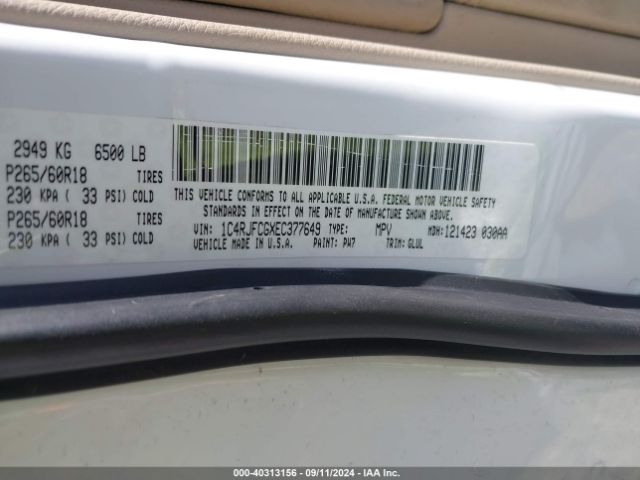 2949 KG 6500 LB
P265/60R18 TIRES
230 KPA ( 33 PSI) COLD
P265/60R18 TIRES
230 KPA ( 33 PSI) COLD
THIS VEHICLE CONFORMS TO ALL APPLICABLE U.S.A. FEDERAL MOTOR VEHICLE SAFETY
STANDARDS IN EFFECT ON THE DATE OF MANUFACTURE SHOWN ABOVE.
VIN: 1C4RJFCGXEC377649 TYPE: MPV MDH:121423 030AA
VEHICLE MADE IN U.S.A. PAINT: PW7 TRIM: GLUL
000-40313156 - 09/11/2024 - IAA Inc.